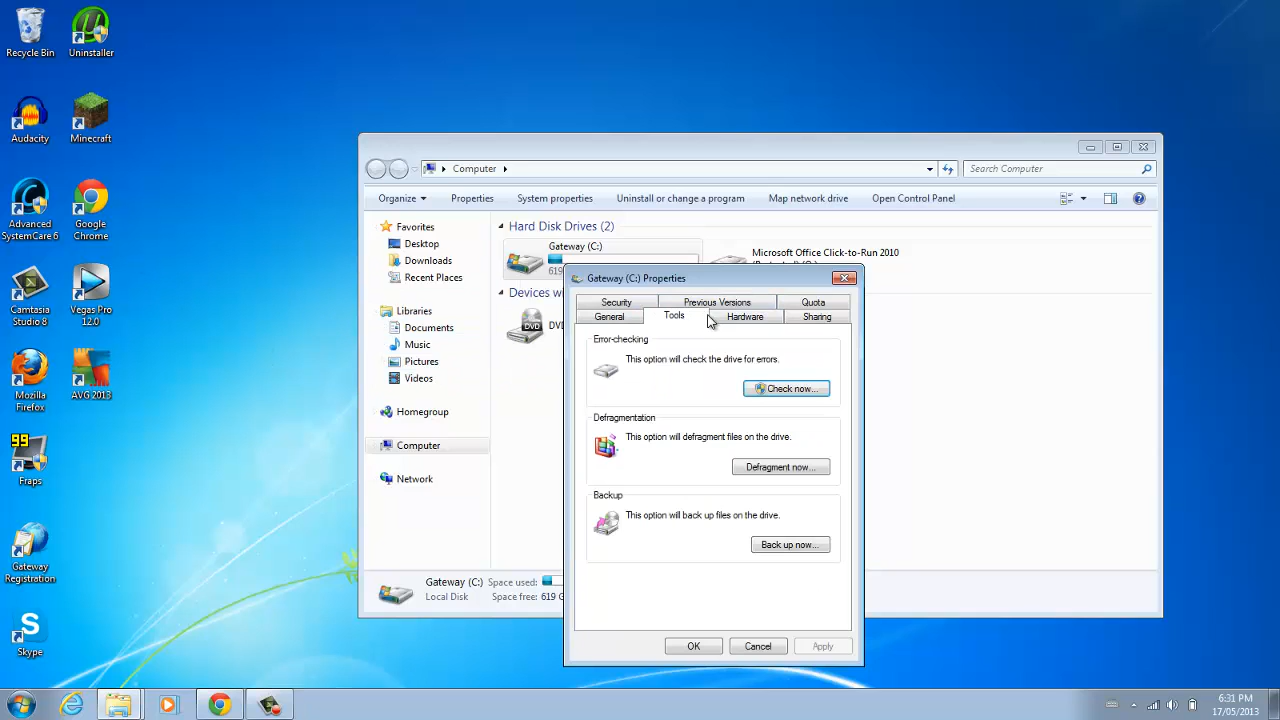 Recycle Bin
Uninstaller
Audacity
Minecraft
Advanced
SystemCare 6
Google
Chrome
Camtasia
Studio 8
Vegas Pro
12.0
Mozilla
Firefox
AVG 2013
99
Fraps
Gateway
Registration
S
Skype
Computer
Search Computer
Organize
Properties
System properties
Uninstall or change a program
Map network drive
Open Control Panel
Favorites
Desktop
Downloads
Recent Places
Libraries
Documents
Music
Pictures
Videos
Homegroup
Computer
Network
Hard Disk Drives (2)
Gateway (C:)
619
Microsoft Office Click-to-Run 2010
Devices wi
DVD
DVD
Gateway (C:) Space used:
Local Disk Space free: 619 G
Gateway (C:) Properties
Security Previous Versions Quota
General Tools Hardware Sharing
Error-checking
This option will check the drive for errors.
Check now...
Defragmentation
This option will defragment files on the drive.
Defragment now...
Backup
This option will back up files on the drive.
Back up now...
OK Cancel Apply
6:31 PM
17/05/2013